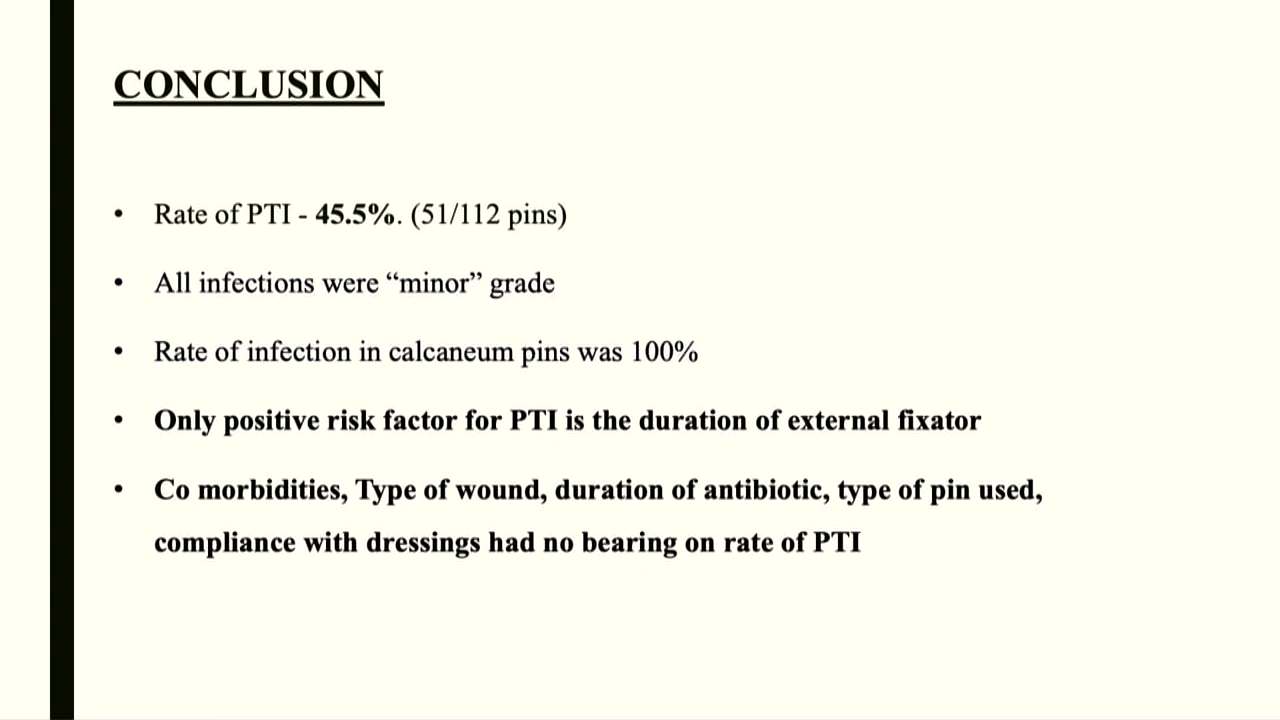 CONCLUSION
• Rate of PTI - 45.5%. (51/112 pins)
• All infections were “minor” grade
• Rate of infection in calcaneum pins was 100%
• Only positive risk factor for PTI is the duration of external fixator
• Co morbidities, Type of wound, duration of antibiotic, type of pin used,
compliance with dressings had no bearing on rate of PTI